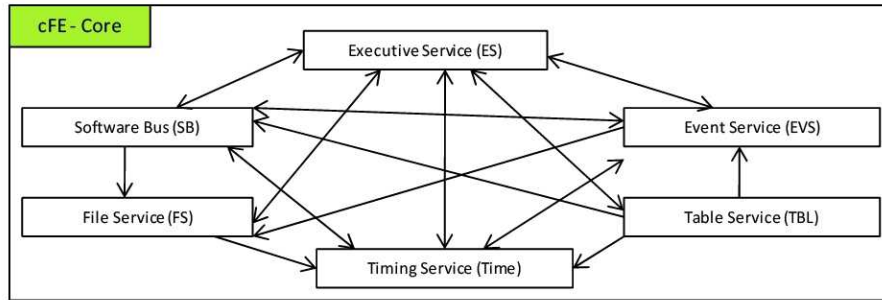 cFE - Core
Executive Service (ES)
Software Bus (SB)
Event Service (EVS)
File Service (FS)
Table Service (TBL)
Timing Service (Time)